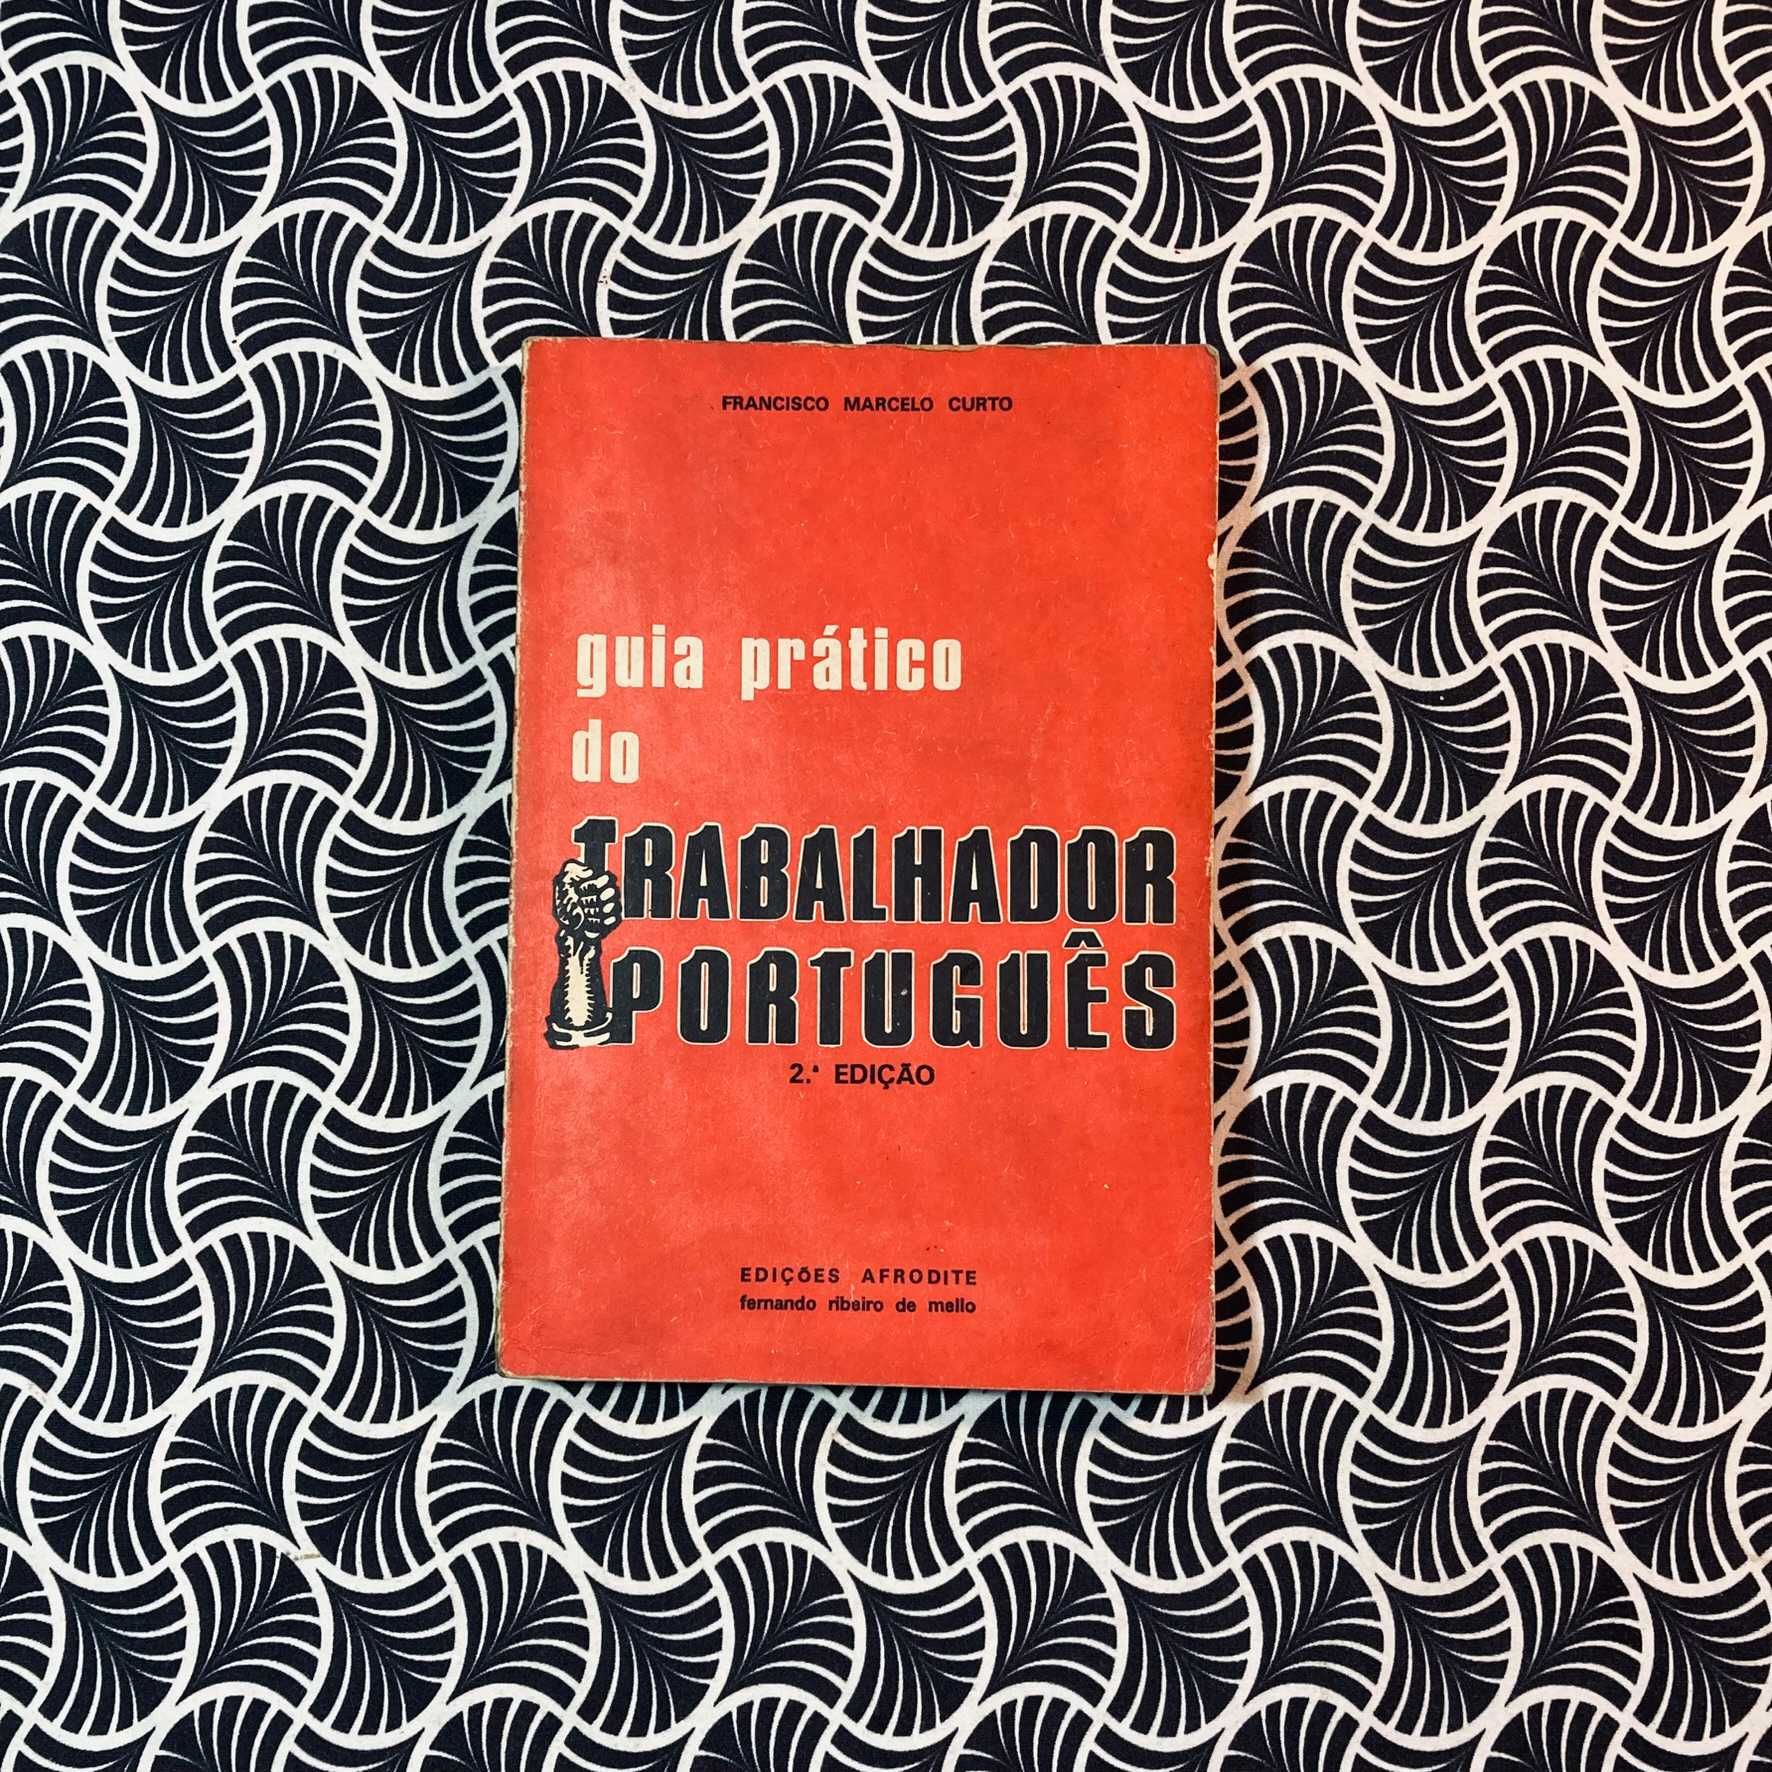 FRANCISCO MARCELO CURTO
guia prático
do
TRABALHADOR
PORTUGUÊS
2.ª EDIÇÃO
EDIÇÕES AFRODITE
fernando ribeiro de mello